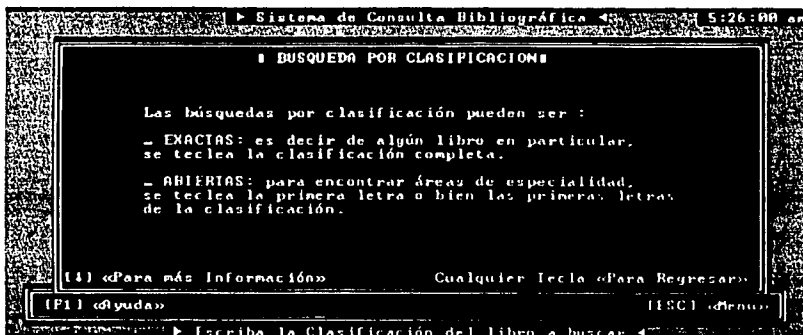 ► Sistema de Consulta Bibliográfica ◄ 5:26:00 am
BUSQUEDA POR CLASIFICACION
Las búsquedas por clasificación pueden ser :
_ EXACTAS: es decir de algún libro en particular,
se teclea la clasificación completa.
_ ABIERTAS: para encontrar áreas de especialidad,
se teclea la primera letra o bien las primeras letras
de la clasificación.
[↓] «Para más Información» Cualquier Tecla «Para Regresar»
[F1] «Ayuda» [ESC] «Menu»
► Escriba la Clasificación del libro a buscar ◄